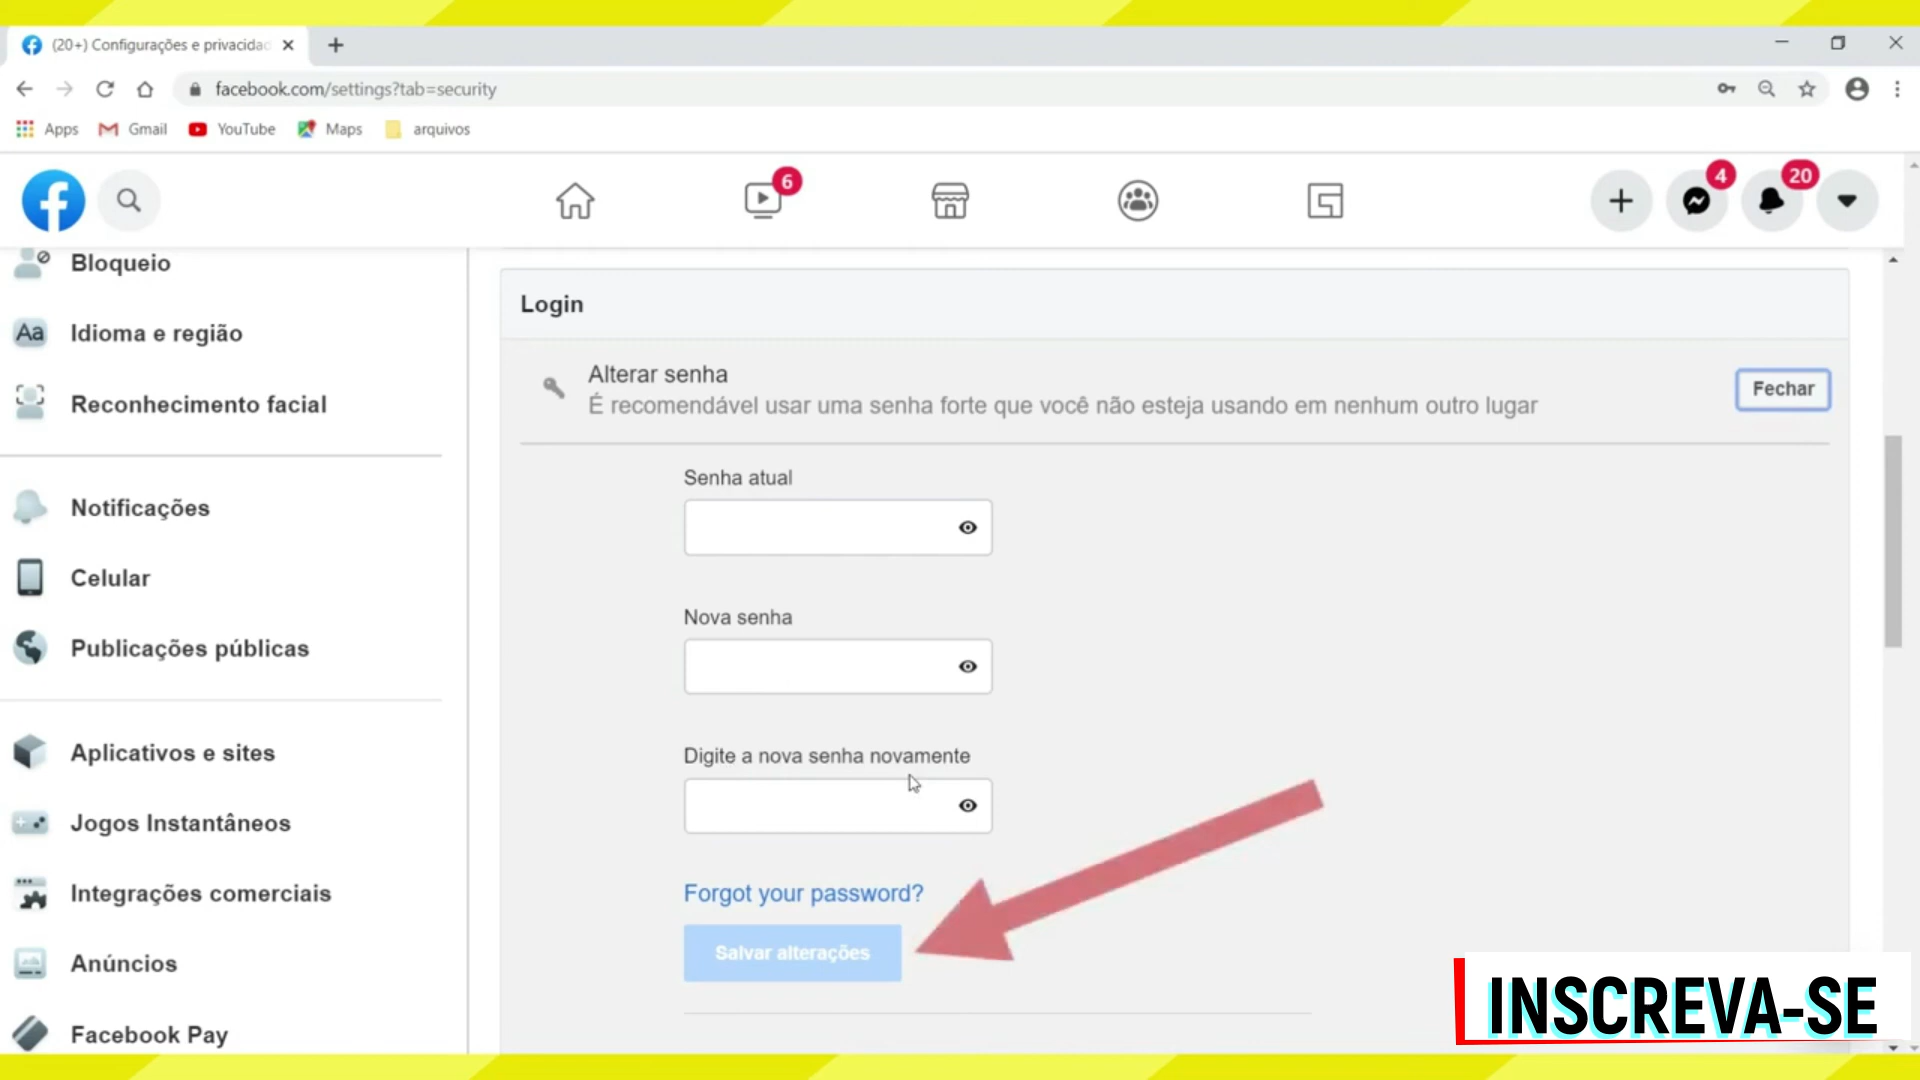 (20+) Configurações e privacidad
facebook.com/settings?tab=security
Apps
Gmail
YouTube
Maps
arquivos
6
4
20
Bloqueio
Idioma e região
Reconhecimento facial
Notificações
Celular
Publicações públicas
Aplicativos e sites
Jogos Instantâneos
Integrações comerciais
Anúncios
Facebook Pay
Login
Alterar senha
É recomendável usar uma senha forte que você não esteja usando em nenhum outro lugar
Fechar
Senha atual
Nova senha
Digite a nova senha novamente
Forgot your password?
Salvar alterações
INSCREVA-SE